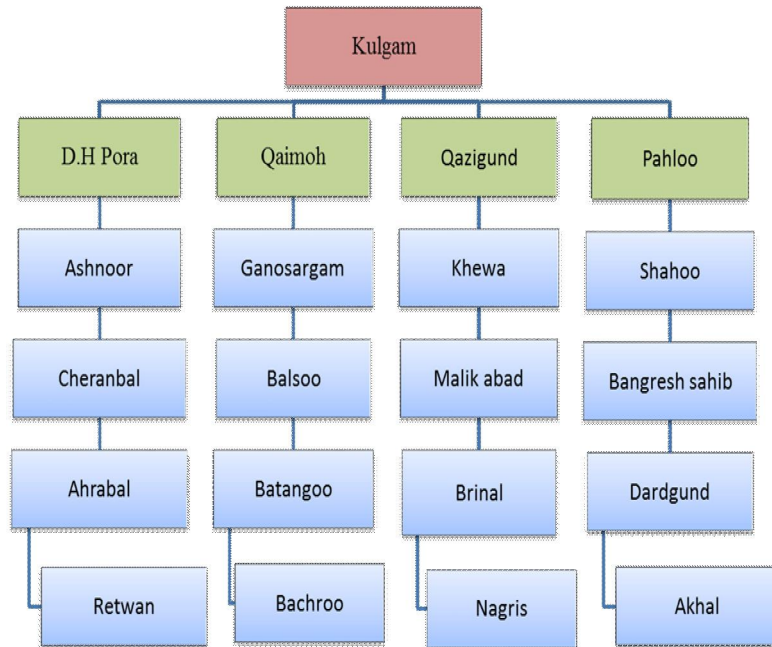 Kulgam
D.H Pora
Qaimoh
Qazigund
Pahloo
Ashnoor
Ganosargam
Khewa
Shahoo
Cheranbal
Balsoo
Malik abad
Bangresh sahib
Ahrabal
Batangoo
Brinal
Dardgund
Retwan
Bachroo
Nagris
Akhal